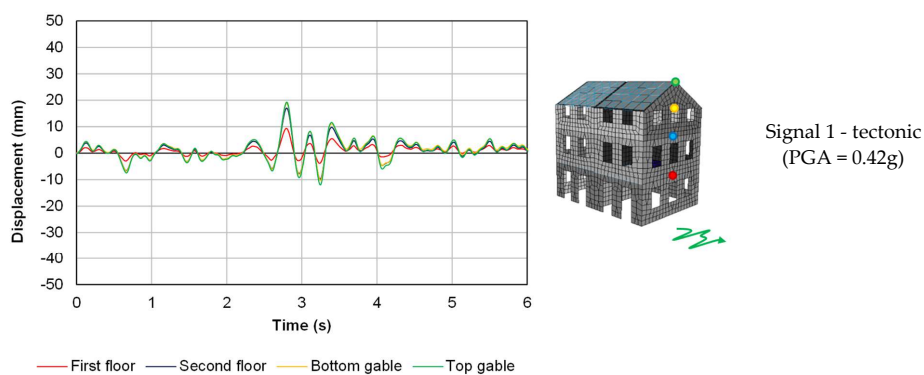 50
40
30
20
10
0
-10
-20
-30
-40
-50
Displacement (mm)
0 1 2 3 4 5 6
Time (s)
First floor Second floor Bottom gable Top gable
Signal 1 - tectonic
(PGA = 0.42g)